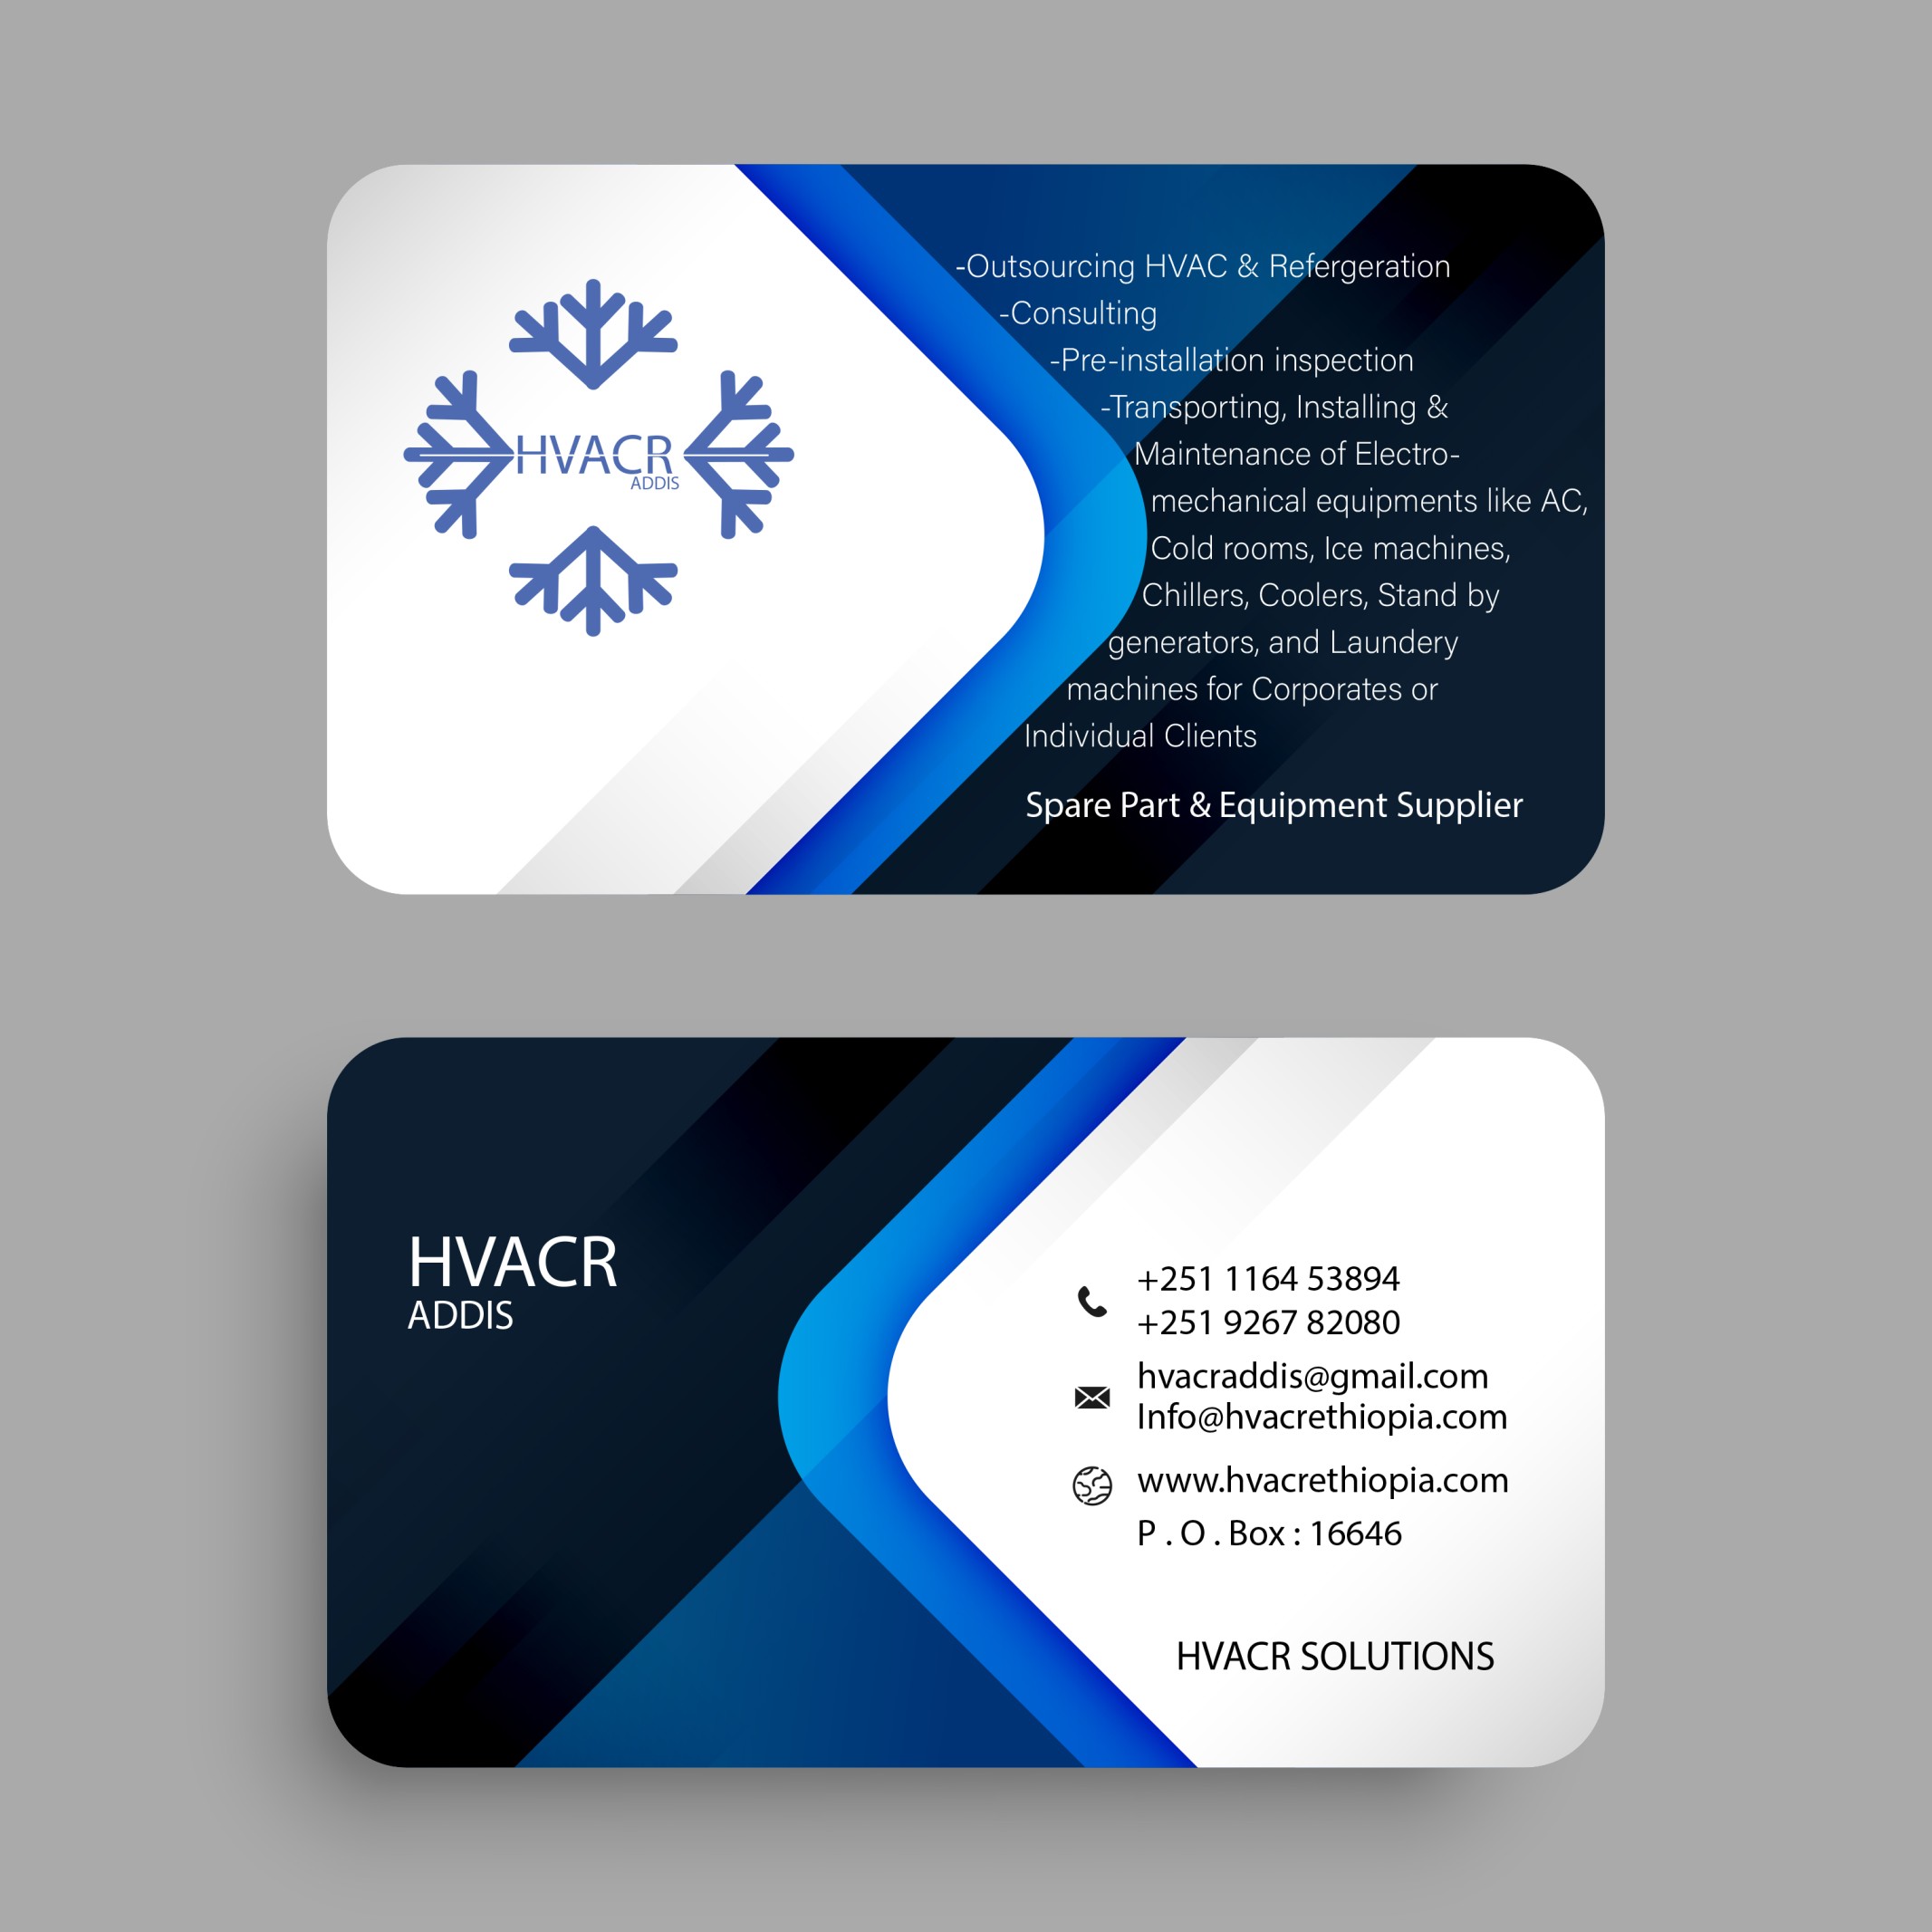 HVACR
ADDIS
-Outsourcing HVAC & Refergeration
-Consulting
-Pre-installation inspection
-Transporting, Installing &
Maintenance of Electro-
mechanical equipments like AC,
Cold rooms, Ice machines,
Chillers, Coolers, Stand by
generators, and Laundery
machines for Corporates or
Individual Clients
Spare Part & Equipment Supplier
HVACR
ADDIS
+251 1164 53894
+251 9267 82080
hvacraddis@gmail.com
Info@hvacrethiopia.com
www.hvacrethiopia.com
P . O . Box : 16646
HVACR SOLUTIONS